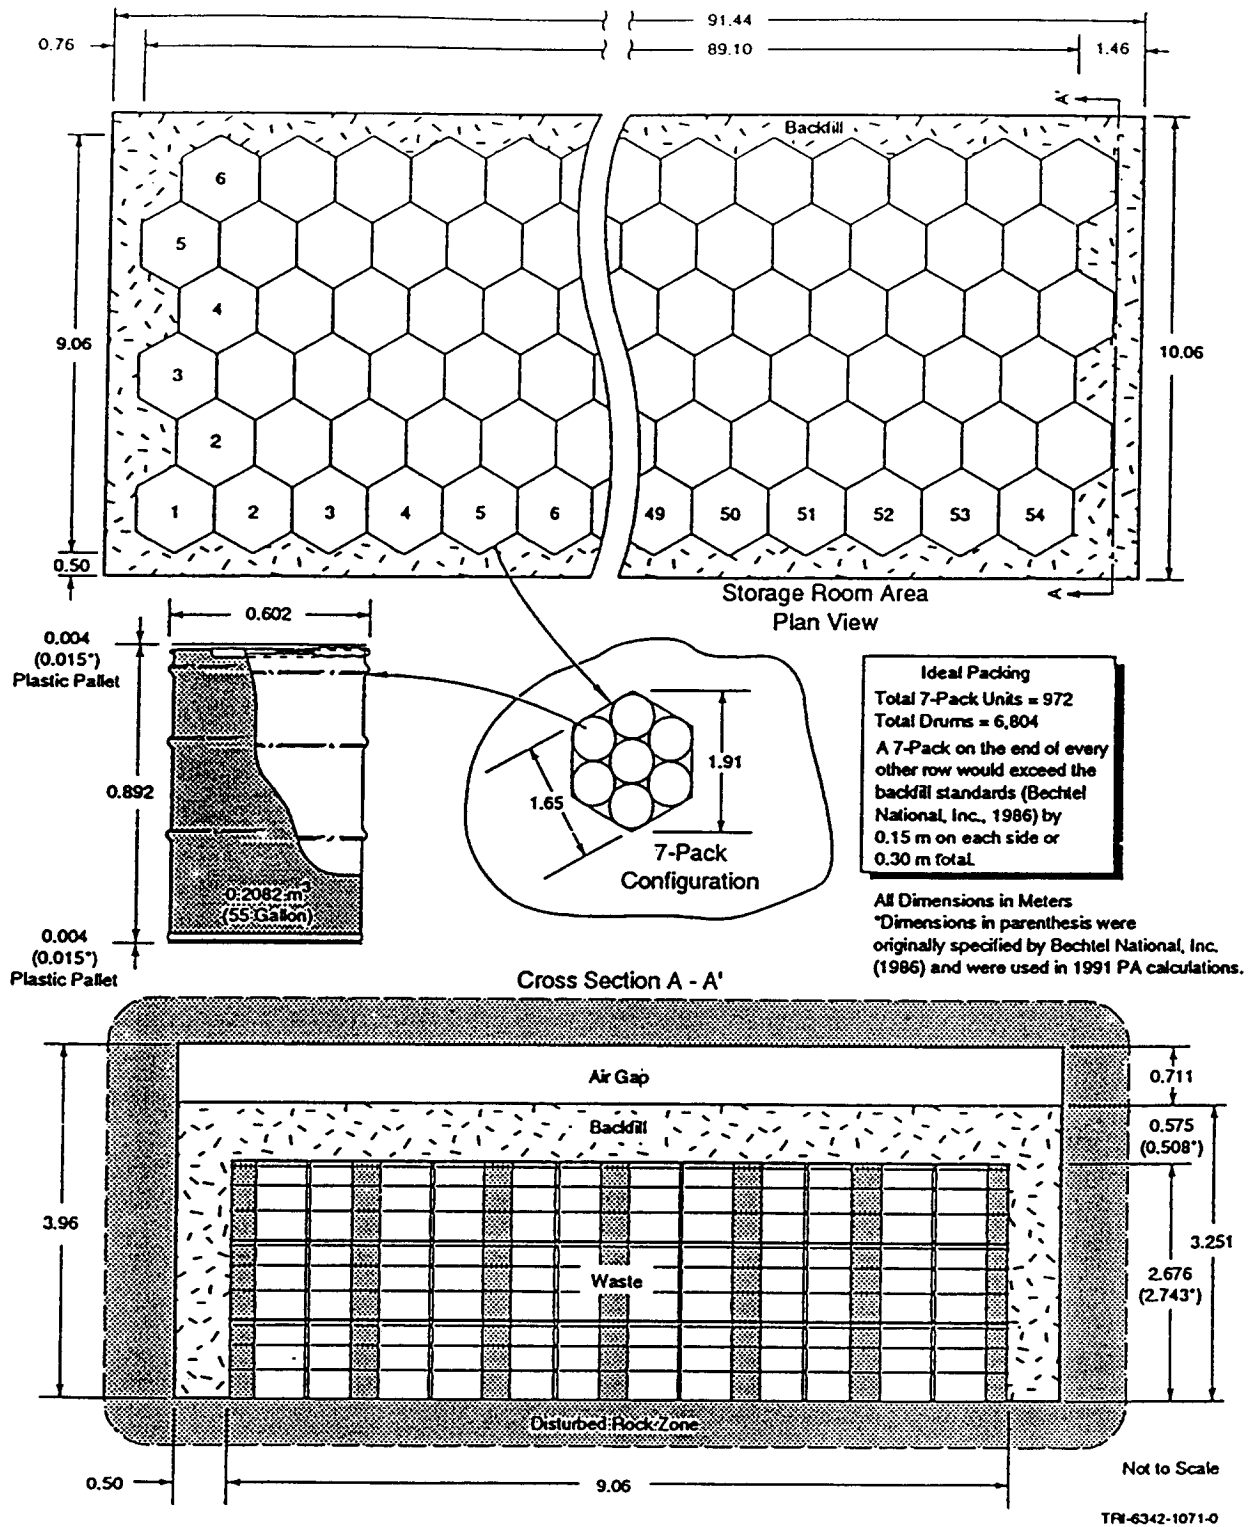 91.44
0.76
89.10
1.46
A'
Backfill
6
5
4
3
2
1 2 3 4 5 6 49 50 51 52 53 54
9.06
10.06
0.50
A
Storage Room Area
Plan View
0.602
0.004
(0.015*)
Plastic Pallet
0.892
0.2082 m3
(55 Gallon)
0.004
(0.015*)
Plastic Pallet
1.91
1.65
7-Pack
Configuration
Ideal Packing
Total 7-Pack Units = 972
Total Drums = 6,804
A 7-Pack on the end of every
other row would exceed the
backfill standards (Bechtel
National, Inc., 1986) by
0.15 m on each side or
0.30 m total.
All Dimensions in Meters
*Dimensions in parenthesis were
originally specified by Bechtel National, Inc.
(1986) and were used in 1991 PA calculations.
Cross Section A - A'
Air Gap
0.711
Backfill
0.575
(0.508*)
3.96
3.251
Waste
2.676
(2.743*)
Disturbed Rock Zone
0.50
9.06
Not to Scale
TRI-6342-1071-0